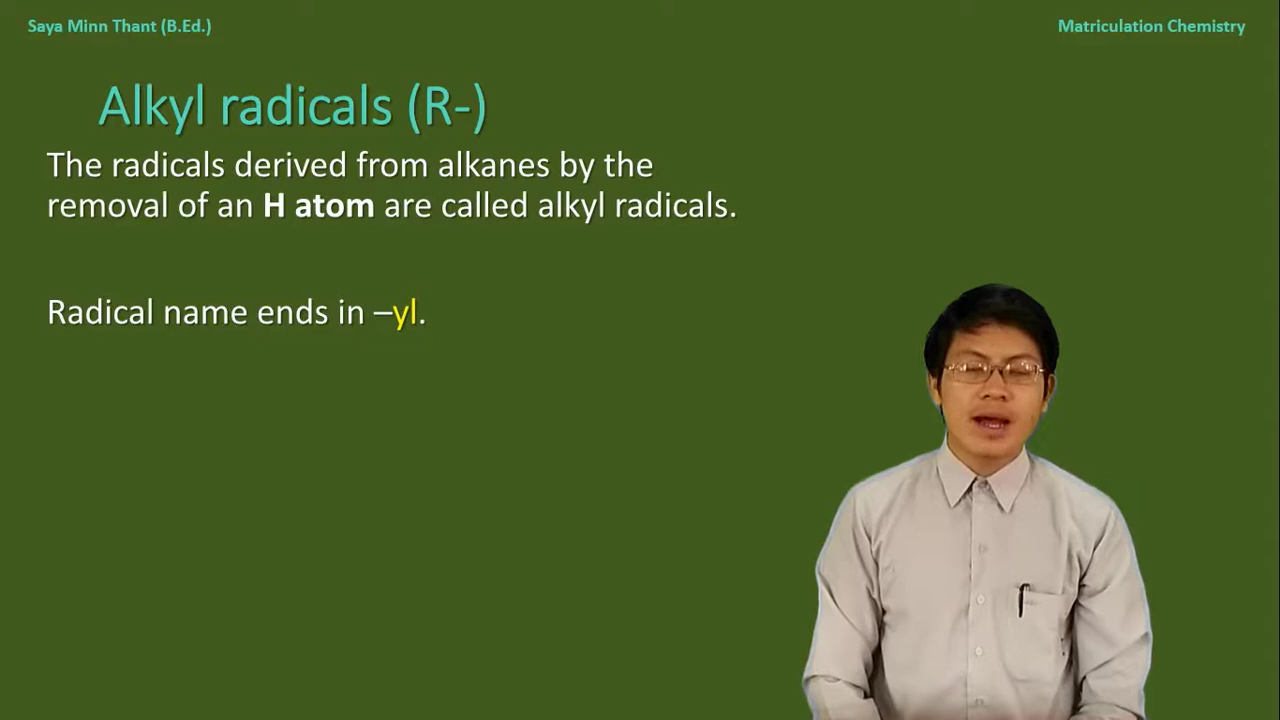 Saya Minn Thant (B.Ed.)
Matriculation Chemistry
Alkyl radicals (R-)
The radicals derived from alkanes by the
removal of an H atom are called alkyl radicals.
Radical name ends in –yl.